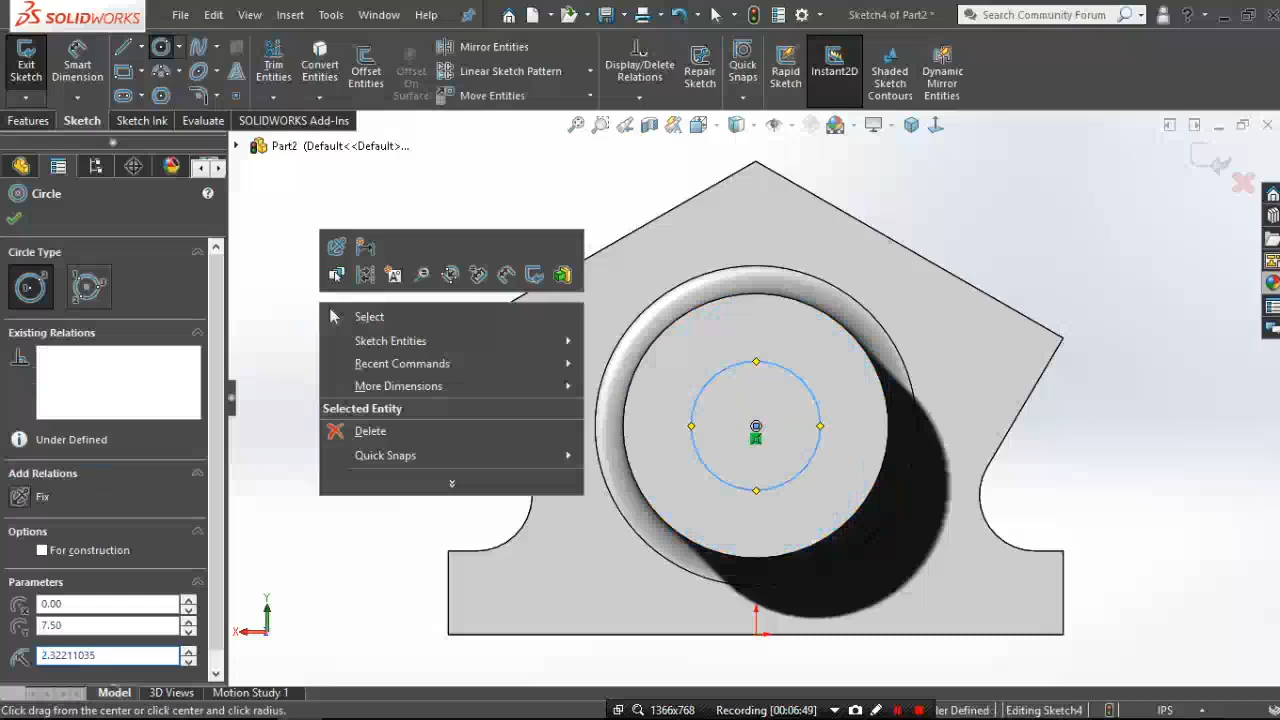 SOLIDWORKS File Edit View Insert Tools Window Help Sketch4 of Part2 * Search Community Forum
Exit Sketch
Smart Dimension
Trim Entities
Convert Entities
Offset Entities
Offset On Surface
Mirror Entities
Linear Sketch Pattern
Move Entities
Display/Delete Relations
Repair Sketch
Quick Snaps
Rapid Sketch
Instant2D
Shaded Sketch Contours
Dynamic Mirror Entities
Features Sketch Sketch Ink Evaluate SOLIDWORKS Add-Ins
Part2 (Default<<Default>...
Circle
Circle Type
Existing Relations
Under Defined
Add Relations
Fix
Options
For construction
Parameters
0.00
7.50
2.32211035
Select
Sketch Entities
Recent Commands
More Dimensions
Selected Entity
Delete
Quick Snaps
Y
X
Model 3D Views Motion Study 1
Click drag from the center or click center and click radius. 1366x768 Recording [00:06:49] ler Defined Editing Sketch4 IPS